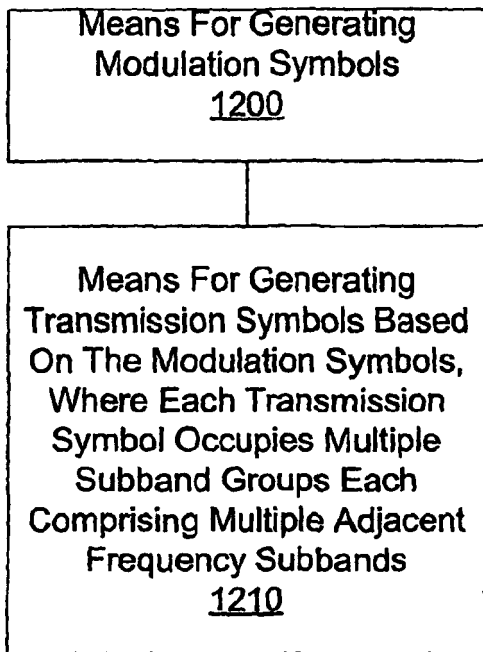 Means For Generating
Modulation Symbols
1200
Means For Generating
Transmission Symbols Based
On The Modulation Symbols,
Where Each Transmission
Symbol Occupies Multiple
Subband Groups Each
Comprising Multiple Adjacent
Frequency Subbands
1210